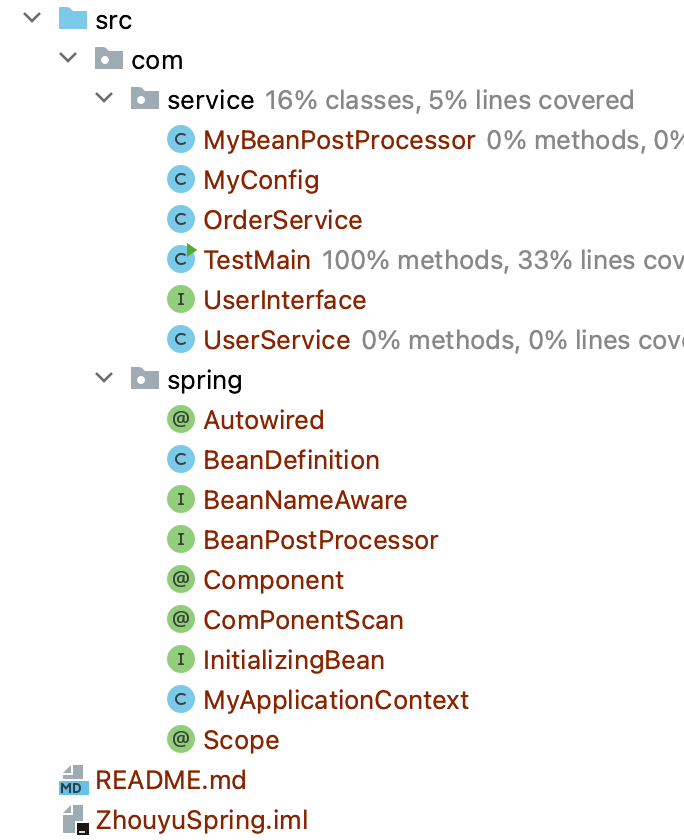 src
com
service 16% classes, 5% lines covered
C MyBeanPostProcessor 0% methods, 0%
C MyConfig
C OrderService
C TestMain 100% methods, 33% lines cov
I UserInterface
C UserService 0% methods, 0% lines cov
spring
@ Autowired
C BeanDefinition
I BeanNameAware
I BeanPostProcessor
@ Component
@ ComPonentScan
I InitializingBean
C MyApplicationContext
@ Scope
MD README.md
ZhouyuSpring.iml